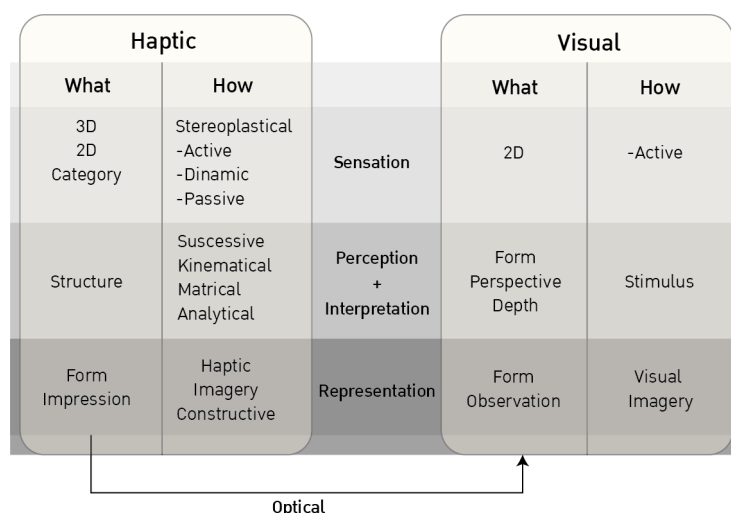 Haptic
Visual
What
How
What
How
3D
2D
Category
Stereoplastical
-Active
-Dinamic
-Passive
Sensation
2D
-Active
Structure
Suscessive
Kinematical
Matrical
Analytical
Perception
+
Interpretation
Form
Perspective
Depth
Stimulus
Form
Impression
Haptic
Imagery
Constructive
Representation
Form
Observation
Visual
Imagery
Optical